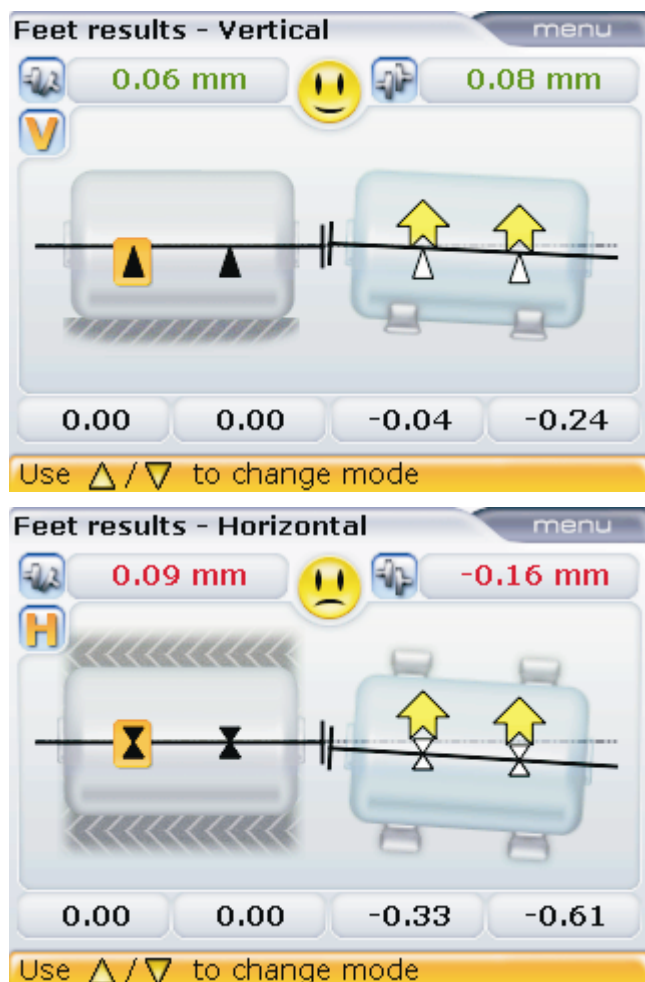 Feet results - Vertical menu
0.06 mm 0.08 mm
V
0.00 0.00 -0.04 -0.24
Use △/▽ to change mode
Feet results - Horizontal menu
0.09 mm -0.16 mm
H
0.00 0.00 -0.33 -0.61
Use △/▽ to change mode